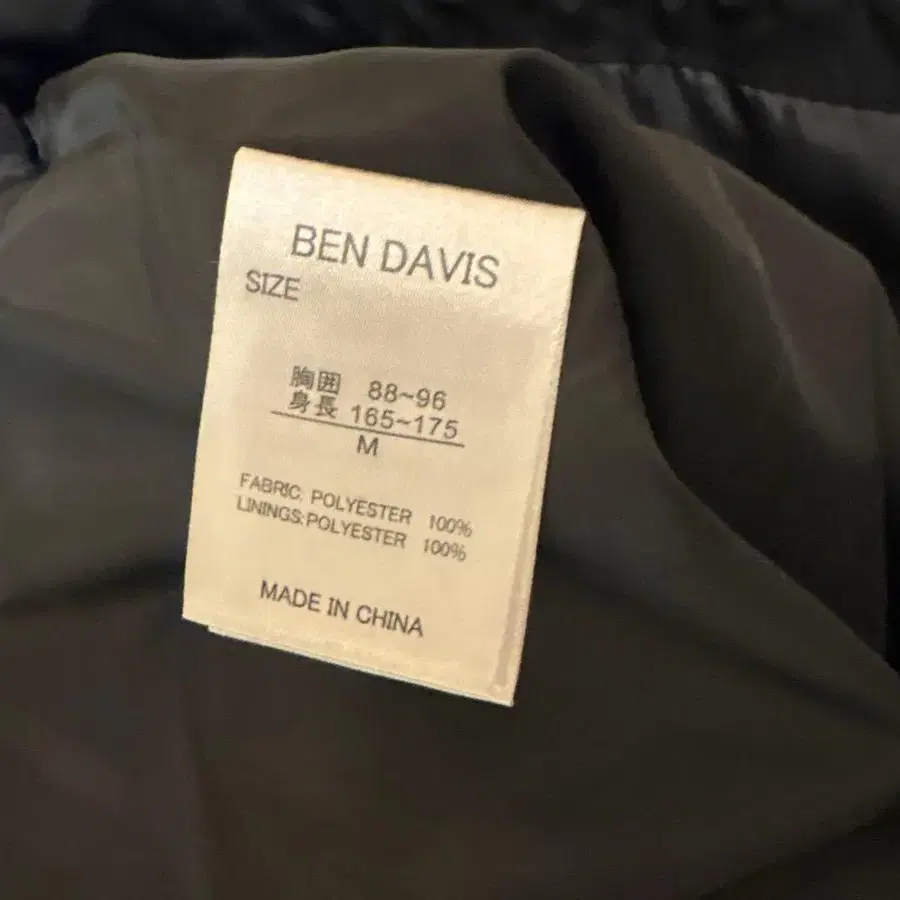 BEN DAVIS
SIZE
胸囲 88~96
身長 165~175
M
FABRIC: POLYESTER 100%
LININGS:POLYESTER 100%
MADE IN CHINA